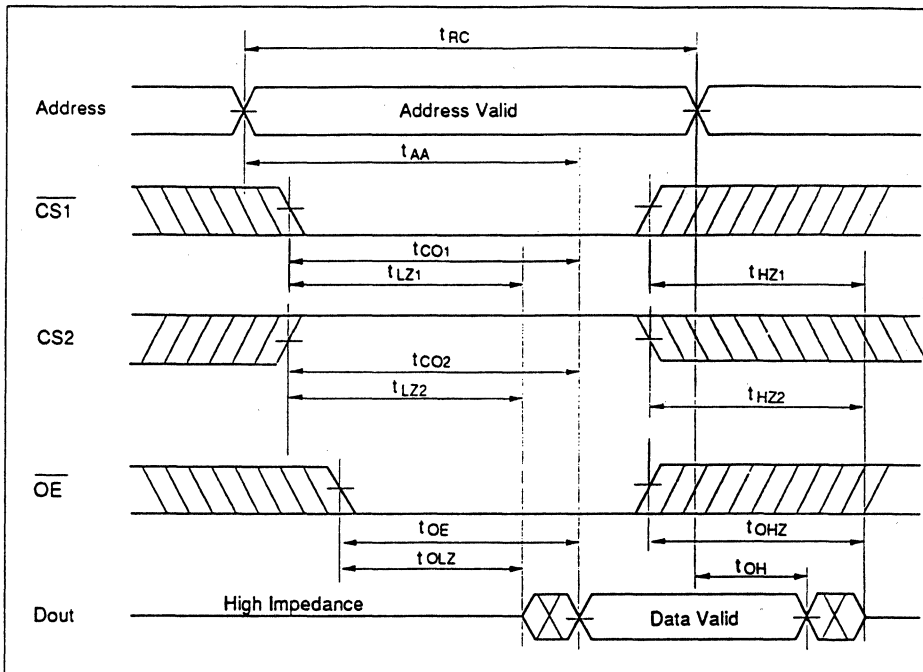 tRC
Address
Address Valid
tAA
CS1
tCO1
tLZ1
tHZ1
CS2
tCO2
tLZ2
tHZ2
OE
tOE
tOHZ
tOLZ
tOH
Dout
High Impedance
Data Valid